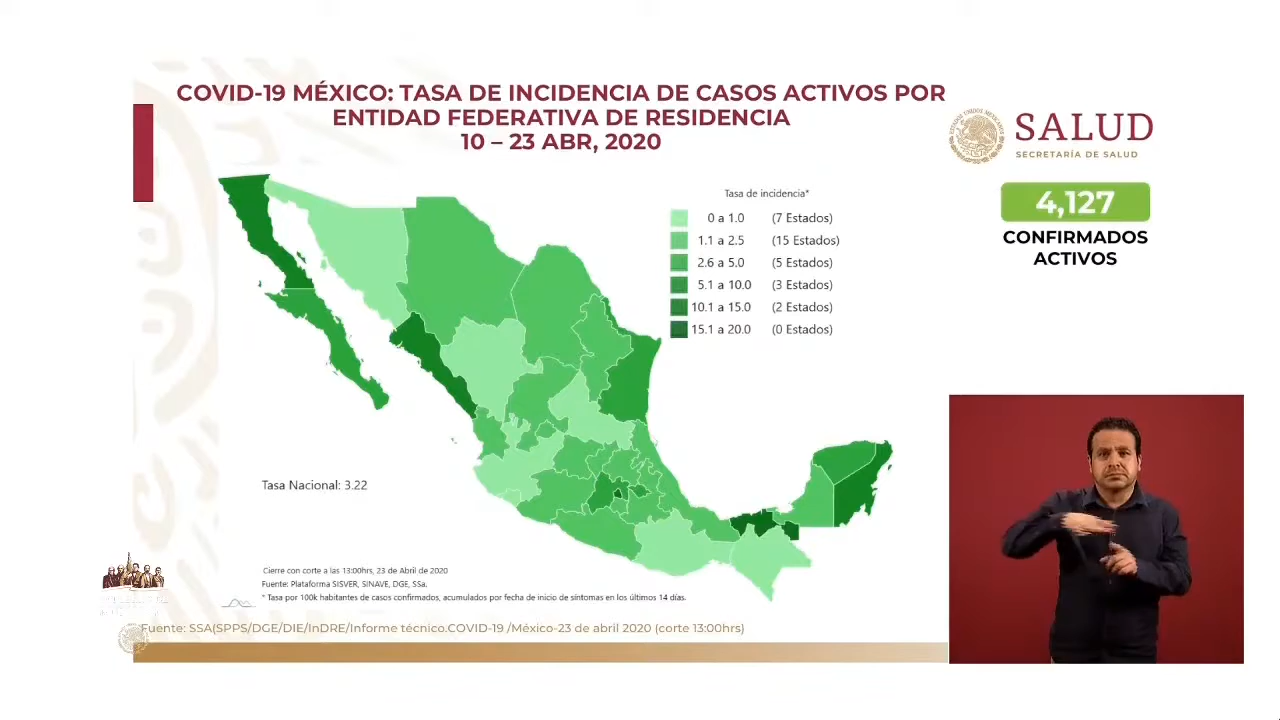 COVID-19 MÉXICO: TASA DE INCIDENCIA DE CASOS ACTIVOS POR
ENTIDAD FEDERATIVA DE RESIDENCIA
10 – 23 ABR, 2020
SALUD
SECRETARÍA DE SALUD
4,127
CONFIRMADOS
ACTIVOS
Tasa de incidencia*
0 a 1.0 (7 Estados)
1.1 a 2.5 (15 Estados)
2.6 a 5.0 (5 Estados)
5.1 a 10.0 (3 Estados)
10.1 a 15.0 (2 Estados)
15.1 a 20.0 (0 Estados)
Tasa Nacional: 3.22
Cierre con corte a las 13:00hrs, 23 de Abril de 2020
Fuente: Plataforma SISVER, SINAVE, DGE, SSa.
* Tasa por 100k habitantes de casos confirmados, acumulados por fecha de inicio de síntomas en los últimos 14 días.
Fuente: SSA(SPPS/DGE/DIE/InDRE/Informe técnico.COVID-19 /México-23 de abril 2020 (corte 13:00hrs)